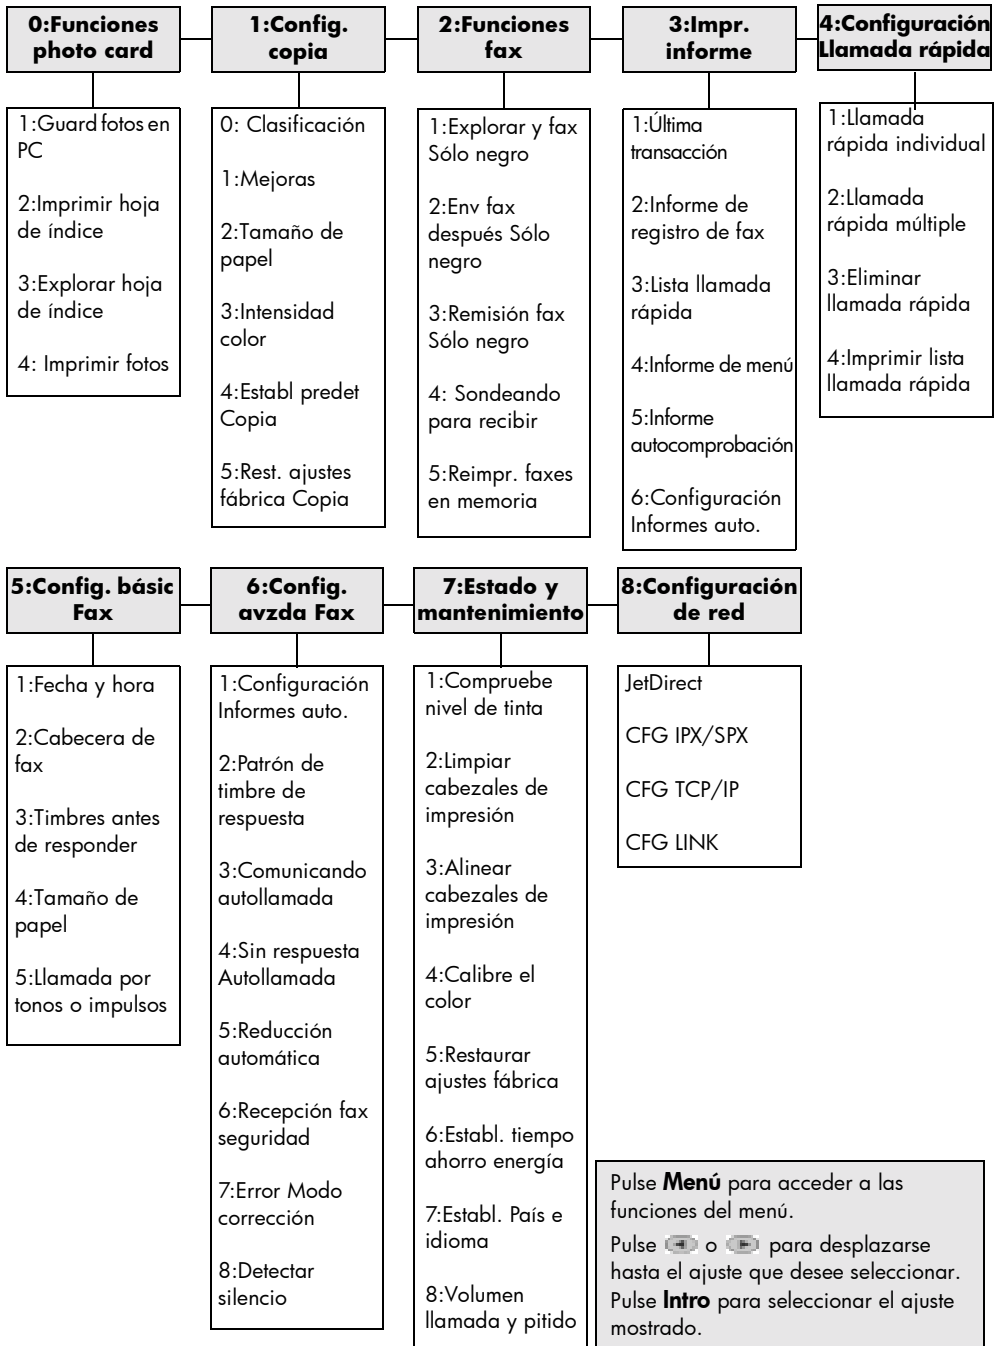 0:Funciones
photo card
1:Guard fotos en
PC
2:Imprimir hoja
de índice
3:Explorar hoja
de índice
4: Imprimir fotos
1:Config.
copia
0: Clasificación
1:Mejoras
2:Tamaño de
papel
3:Intensidad
color
4:Establ predet
Copia
5:Rest. ajustes
fábrica Copia
2:Funciones
fax
1:Explorar y fax
Sólo negro
2:Env fax
después Sólo
negro
3:Remisión fax
Sólo negro
4: Sondeando
para recibir
5:Reimpr. faxes
en memoria
3:Impr.
informe
1:Última
transacción
2:Informe de
registro de fax
3:Lista llamada
rápida
4:Informe de menú
5:Informe
autocomprobación
6:Configuración
Informes auto.
4:Configuración
Llamada rápida
1:Llamada
rápida individual
2:Llamada
rápida múltiple
3:Eliminar
llamada rápida
4:Imprimir lista
llamada rápida
5:Config. básic
Fax
1:Fecha y hora
2:Cabecera de
fax
3:Timbres antes
de responder
4:Tamaño de
papel
5:Llamada por
tonos o impulsos
6:Config.
avzda Fax
1:Configuración
Informes auto.
2:Patrón de
timbre de
respuesta
3:Comunicando
autollamada
4:Sin respuesta
Autollamada
5:Reducción
automática
6:Recepción fax
seguridad
7:Error Modo
corrección
8:Detectar
silencio
7:Estado y
mantenimiento
1:Compruebe
nivel de tinta
2:Limpiar
cabezales de
impresión
3:Alinear
cabezales de
impresión
4:Calibre el
color
5:Restaurar
ajustes fábrica
6:Establ. tiempo
ahorro energía
7:Establ. País e
idioma
8:Volumen
llamada y pitido
8:Configuración
de red
JetDirect
CFG IPX/SPX
CFG TCP/IP
CFG LINK
Pulse Menú para acceder a las
funciones del menú.
Pulse o para desplazarse
hasta el ajuste que desee seleccionar.
Pulse Intro para seleccionar el ajuste
mostrado.